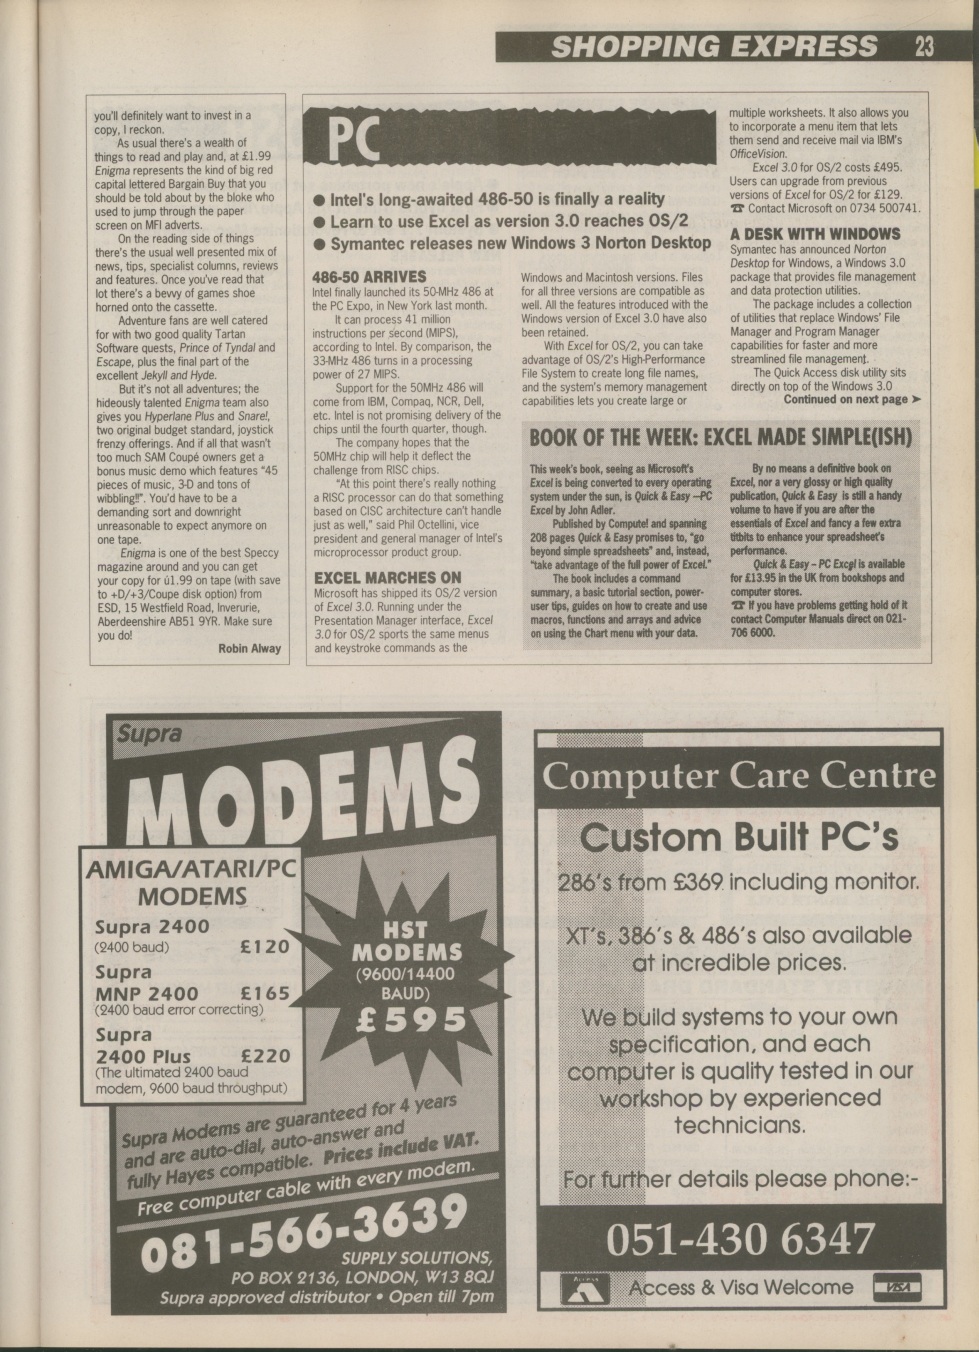 SHOPPING EXPRESS 23
you'll definitely want to invest in a
copy, I reckon.
As usual there's a wealth of
things to read and play and, at £1.99
Enigma represents the kind of big red
capital lettered Bargain Buy that you
should be told about by the bloke who
used to jump through the paper
screen on MFI adverts.
On the reading side of things
there's the usual well presented mix of
news, tips, specialist columns, reviews
and features. Once you've read that
lot there's a bevvy of games shoe
horned onto the cassette.
Adventure fans are well catered
for with two good quality Tartan
Software quests, Prince of Tyndal and
Escape, plus the final part of the
excellent Jekyll and Hyde.
But it's not all adventures; the
hideously talented Enigma team also
gives you Hyperlane Plus and Snare!,
two original budget standard, joystick
frenzy offerings. And if all that wasn't
too much SAM Coupé owners get a
bonus music demo which features "45
pieces of music, 3-D and tons of
wibbling!!". You'd have to be a
demanding sort and downright
unreasonable to expect anymore on
one tape.
Enigma is one of the best Speccy
magazine around and you can get
your copy for ú1.99 on tape (with save
to +D/+3/Coupe disk option) from
ESD, 15 Westfield Road, Inverurie,
Aberdeenshire AB51 9YR. Make sure
you do!
Robin Alway
PC
● Intel's long-awaited 486-50 is finally a reality
● Learn to use Excel as version 3.0 reaches OS/2
● Symantec releases new Windows 3 Norton Desktop
486-50 ARRIVES
Intel finally launched its 50-MHz 486 at
the PC Expo, in New York last month.
It can process 41 million
instructions per second (MIPS),
according to Intel. By comparison, the
33-MHz 486 turns in a processing
power of 27 MIPS.
Support for the 50MHz 486 will
come from IBM, Compaq, NCR, Dell,
etc. Intel is not promising delivery of the
chips until the fourth quarter, though.
The company hopes that the
50MHz chip will help it deflect the
challenge from RISC chips.
"At this point there's really nothing
a RISC processor can do that something
based on CISC architecture can't handle
just as well," said Phil Octellini, vice
president and general manager of Intel's
microprocessor product group.
EXCEL MARCHES ON
Microsoft has shipped its OS/2 version
of Excel 3.0. Running under the
Presentation Manager interface, Excel
3.0 for OS/2 sports the same menus
and keystroke commands as the
Windows and Macintosh versions. Files
for all three versions are compatible as
well. All the features introduced with the
Windows version of Excel 3.0 have also
been retained.
With Excel for OS/2, you can take
advantage of OS/2's High-Performance
File System to create long file names,
and the system's memory management
capabilities lets you create large or
multiple worksheets. It also allows you
to incorporate a menu item that lets
them send and receive mail via IBM's
OfficeVision.
Excel 3.0 for OS/2 costs £495.
Users can upgrade from previous
versions of Excel for OS/2 for £129.
☎ Contact Microsoft on 0734 500741.
A DESK WITH WINDOWS
Symantec has announced Norton
Desktop for Windows, a Windows 3.0
package that provides file management
and data protection utilities.
The package includes a collection
of utilities that replace Windows' File
Manager and Program Manager
capabilities for faster and more
streamlined file management.
The Quick Access disk utility sits
directly on top of the Windows 3.0
Continued on next page ➤
BOOK OF THE WEEK: EXCEL MADE SIMPLE(ISH)
This week's book, seeing as Microsoft's
Excel is being converted to every operating
system under the sun, is Quick & Easy –PC
Excel by John Adler.
Published by Compute! and spanning
208 pages Quick & Easy promises to, "go
beyond simple spreadsheets" and, instead,
"take advantage of the full power of Excel."
The book includes a command
summary, a basic tutorial section, power-
user tips, guides on how to create and use
macros, functions and arrays and advice
on using the Chart menu with your data.
By no means a definitive book on
Excel, nor a very glossy or high quality
publication, Quick & Easy is still a handy
volume to have if you are after the
essentials of Excel and fancy a few extra
titbits to enhance your spreadsheet's
performance.
Quick & Easy – PC Excel is available
for £13.95 in the UK from bookshops and
computer stores.
☎ If you have problems getting hold of it
contact Computer Manuals direct on 021-
706 6000.
Supra
MODEMS
AMIGA/ATARI/PC
MODEMS
Supra 2400
(2400 baud) £120
Supra
MNP 2400 £165
(2400 baud error correcting)
Supra
2400 Plus £220
(The ultimated 2400 baud
modem, 9600 baud throughput)
HST
MODEMS
(9600/14400
BAUD)
£595
Supra Modems are guaranteed for 4 years
and are auto-dial, auto-answer and
fully Hayes compatible. Prices include VAT.
Free computer cable with every modem.
081-566-3639
SUPPLY SOLUTIONS,
PO BOX 2136, LONDON, W13 8QJ
Supra approved distributor • Open till 7pm
Computer Care Centre
Custom Built PC's
286's from £369 including monitor.
XT's, 386's & 486's also available
at incredible prices.
We build systems to your own
specification, and each
computer is quality tested in our
workshop by experienced
technicians.
For further details please phone:-
051-430 6347
Access & Visa Welcome
VISA